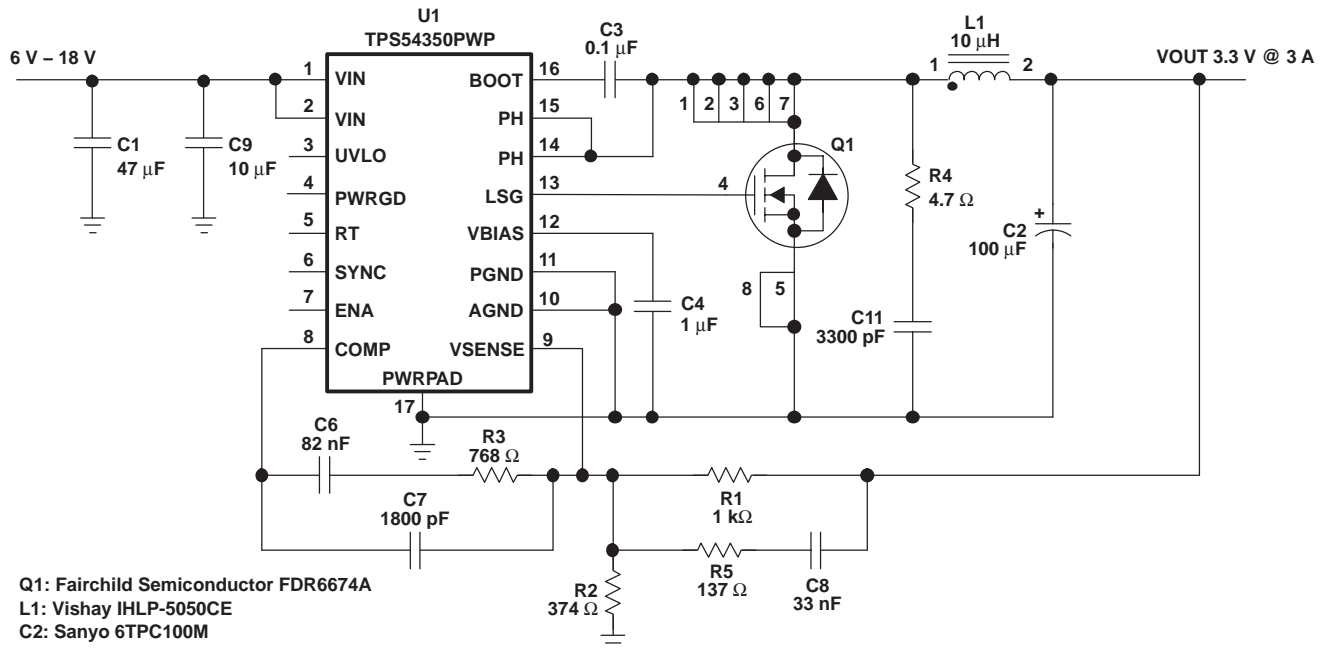 U1
TPS54350PWP
6 V – 18 V
C1
47 μF
C9
10 μF
1 VIN
2 VIN
3 UVLO
4 PWRGD
5 RT
6 SYNC
7 ENA
8 COMP
BOOT 16
PH 15
PH 14
LSG 13
VBIAS 12
PGND 11
AGND 10
VSENSE 9
PWRPAD
17
C3
0.1 μF
1 2 3 6 7
Q1
4
8 5
C4
1 μF
R4
4.7 Ω
C11
3300 pF
L1
10 μH
1 2
VOUT 3.3 V @ 3 A
+
C2
100 μF
C6
82 nF
R3
768 Ω
C7
1800 pF
R1
1 kΩ
R5
137 Ω
C8
33 nF
R2
374 Ω
Q1: Fairchild Semiconductor FDR6674A
L1: Vishay IHLP-5050CE
C2: Sanyo 6TPC100M